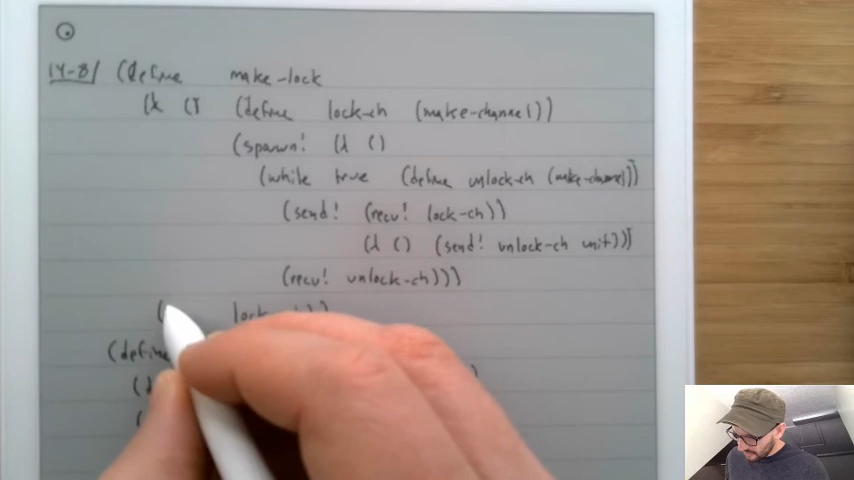 14-8/ (define make-lock
(λ () (define lock-ch (make-channel))
(spawn! (λ ()
(while true (define unlock-ch (make-channel))
(send! (recv! lock-ch))
(λ () (send! unlock-ch unit)))
(recv! unlock-ch)))
(define